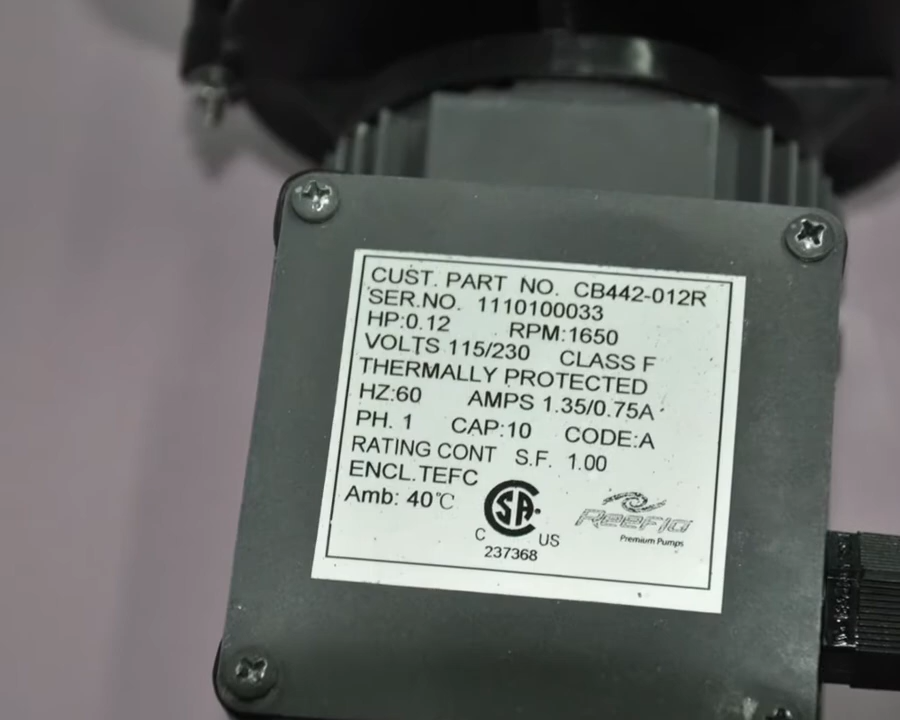 CUST. PART NO. CB442-012R
SER.NO. 1110100033
HP:0.12 RPM:1650
VOLTS 115/230 CLASS F
THERMALLY PROTECTED
HZ:60 AMPS 1.35/0.75A
PH. 1 CAP:10 CODE:A
RATING CONT S.F. 1.00
ENCL.TEFC
Amb: 40℃
SA
C US
237368
REEFLO
Premium Pumps